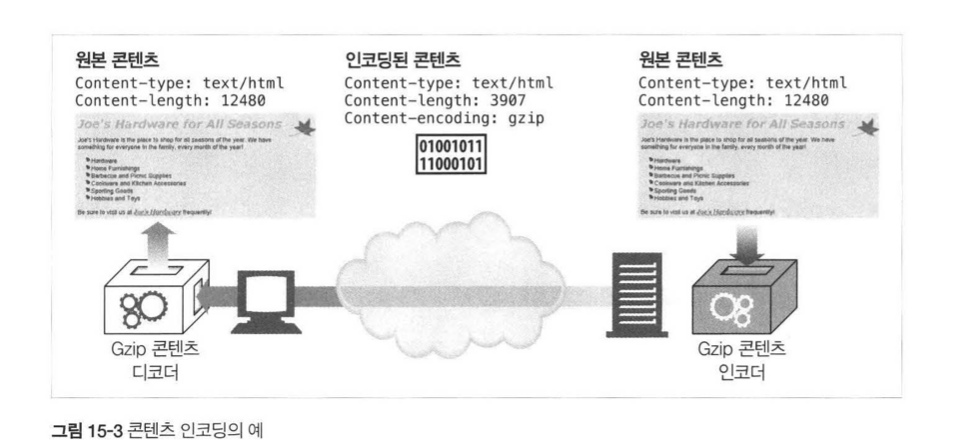 원본 콘텐츠
Content-type: text/html
Content-length: 12480
Joe's Hardware for All Seasons
Joe's Hardware is the place to shop for all seasons of the year. We have
something for everyone in the family, every month of the year!
Hardware
Home Furnishings
Barbecue and Picnic Supplies
Cookware and Kitchen Accessories
Sporting Goods
Hobbies and Toys
Be sure to visit us at Joe's Hardware frequently!
인코딩된 콘텐츠
Content-type: text/html
Content-length: 3907
Content-encoding: gzip
01001011
11000101
원본 콘텐츠
Content-type: text/html
Content-length: 12480
Joe's Hardware for All Seasons
Joe's Hardware is the place to shop for all seasons of the year. We have
something for everyone in the family, every month of the year!
Hardware
Home Furnishings
Barbecue and Picnic Supplies
Cookware and Kitchen Accessories
Sporting Goods
Hobbies and Toys
Be sure to visit us at Joe's Hardware frequently!
Gzip 콘텐츠
디코더
Gzip 콘텐츠
인코더
그림 15-3 콘텐츠 인코딩의 예